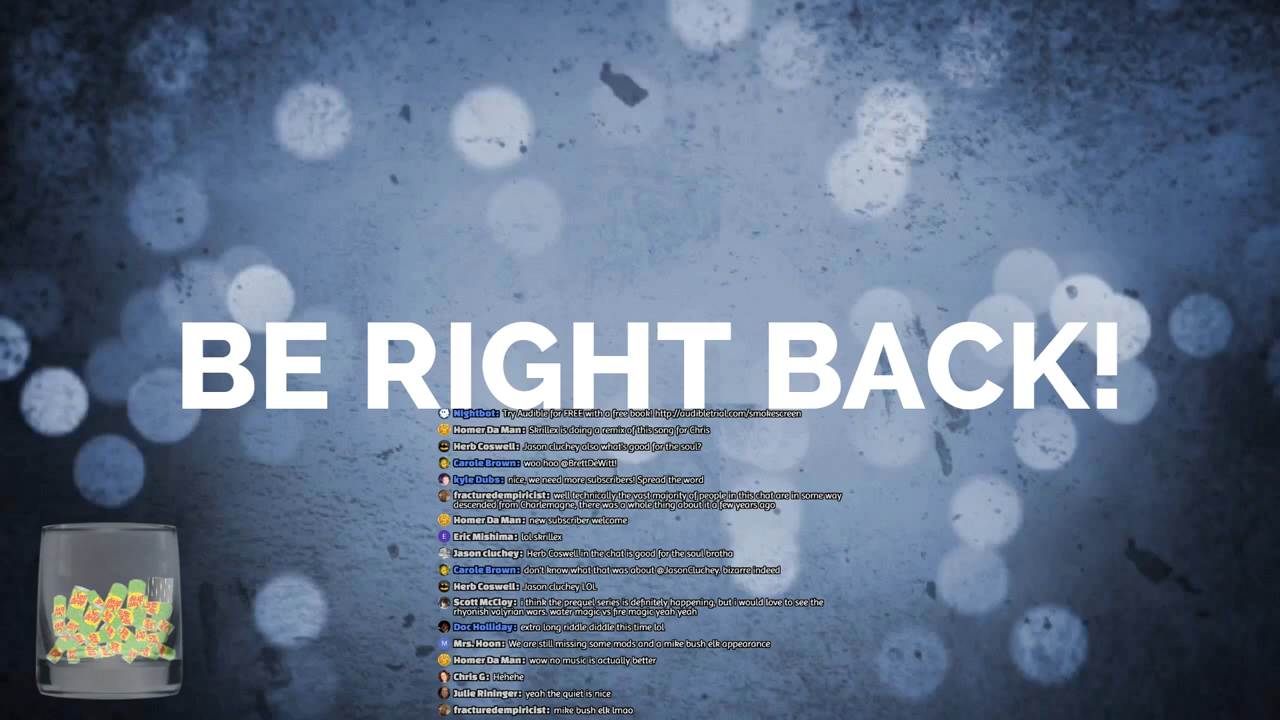 BE RIGHT BACK!
Nightbot: Try Audible for FREE with a free book! http://audibletrial.com/smokescreen
Homer Da Man: Skrillex is doing a remix of this song for Chris
Herb Coswell: Jason cluchey also what's good for the soul?
Carole Brown: woo hoo @BrettDeWitt!
kyle Dubs: nice, we need more subscribers! Spread the word
fracturedempiricist: well technically the vast majority of people in this chat are in some way
descended from Charlemagne, there was a whole thing about it a few years ago
Homer Da Man: new subscriber welcome
E Eric Mishima: lol skrillex
Jason cluchey: Herb Coswell in the chat is good for the soul brotha
Carole Brown: don't know what that was about @JasonCluchey. bizarre indeed
Herb Coswell: Jason cluchey LOL
Scott McCloy: i think the prequel series is definitely happening, but i would love to see the
rhyonish valyrian wars. water magic vs fire magic yeah yeah
Doc Holliday: extra long riddle diddle this time lol
M Mrs. Hoon: We are still missing some mods and a mike bush elk appearance
Homer Da Man: wow no music is actually better
Chris G: Hehehe
Julie Rininger: yeah the quiet is nice
fracturedempiricist: mike bush elk lmao